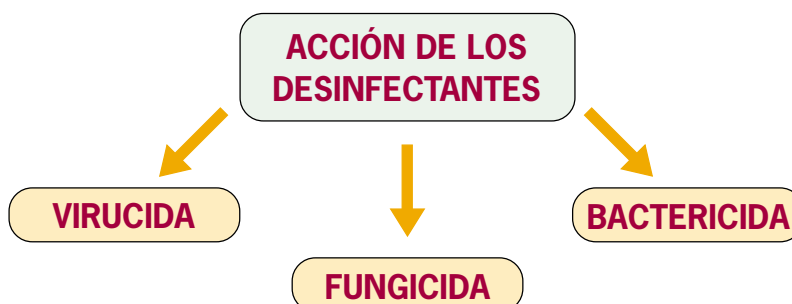 ACCIÓN DE LOS
DESINFECTANTES
VIRUCIDA
BACTERICIDA
FUNGICIDA